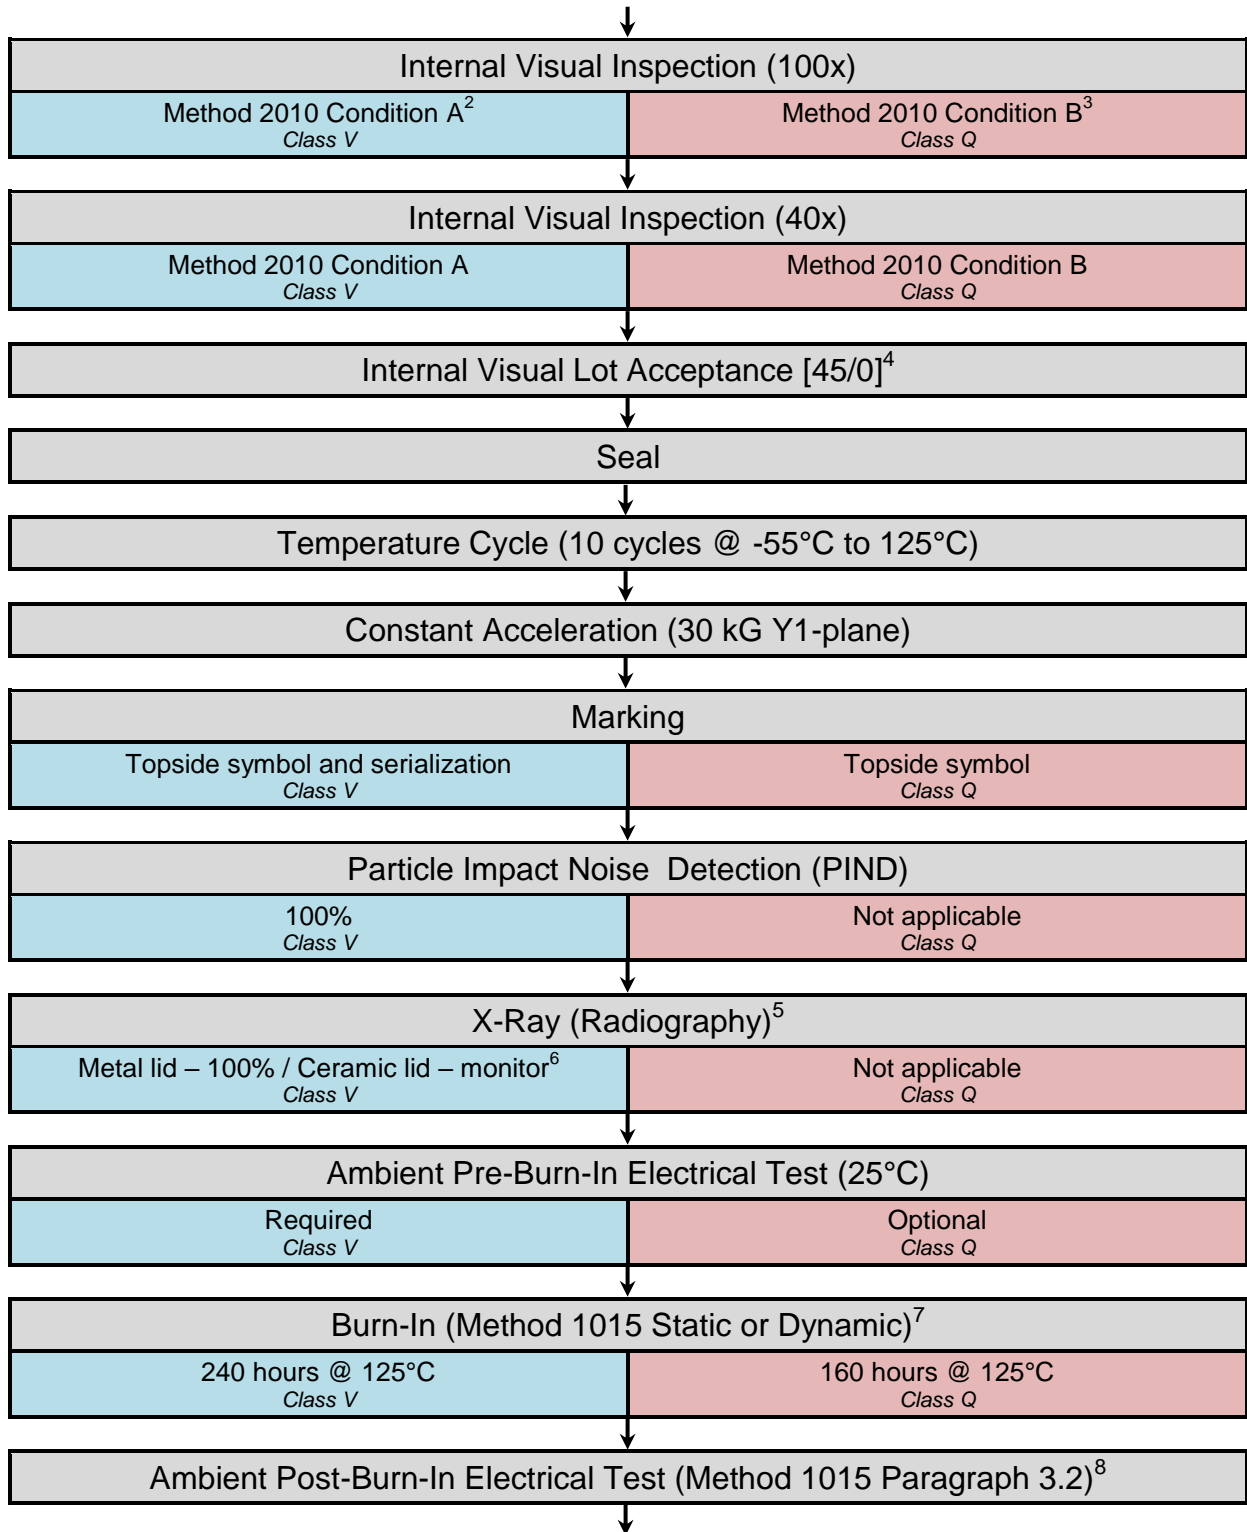 Internal Visual Inspection (100x)
Method 2010 Condition A²
Class V
Method 2010 Condition B³
Class Q
Internal Visual Inspection (40x)
Method 2010 Condition A
Class V
Method 2010 Condition B
Class Q
Internal Visual Lot Acceptance [45/0]⁴
Seal
Temperature Cycle (10 cycles @ -55°C to 125°C)
Constant Acceleration (30 kG Y1-plane)
Marking
Topside symbol and serialization
Class V
Topside symbol
Class Q
Particle Impact Noise Detection (PIND)
100%
Class V
Not applicable
Class Q
X-Ray (Radiography)⁵
Metal lid – 100% / Ceramic lid – monitor⁶
Class V
Not applicable
Class Q
Ambient Pre-Burn-In Electrical Test (25°C)
Required
Class V
Optional
Class Q
Burn-In (Method 1015 Static or Dynamic)⁷
240 hours @ 125°C
Class V
160 hours @ 125°C
Class Q
Ambient Post-Burn-In Electrical Test (Method 1015 Paragraph 3.2)⁸